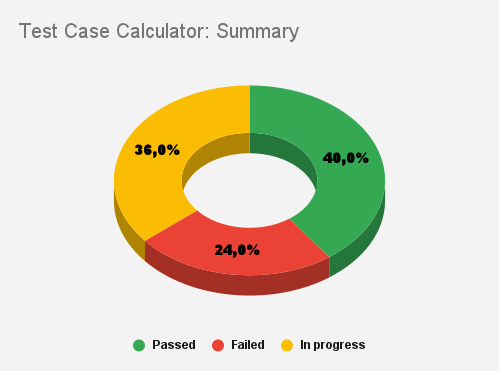 Test Case Calculator: Summary
36,0%
40,0%
24,0%
Passed
Failed
In progress